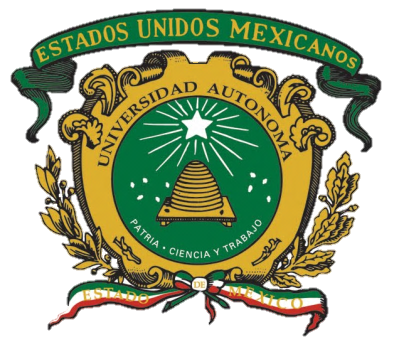 ESTADOS UNIDOS MEXICANOS
UNIVERSIDAD AUTONOMA
PATRIA · CIENCIA Y TRABAJO
ESTADO DE MEXICO